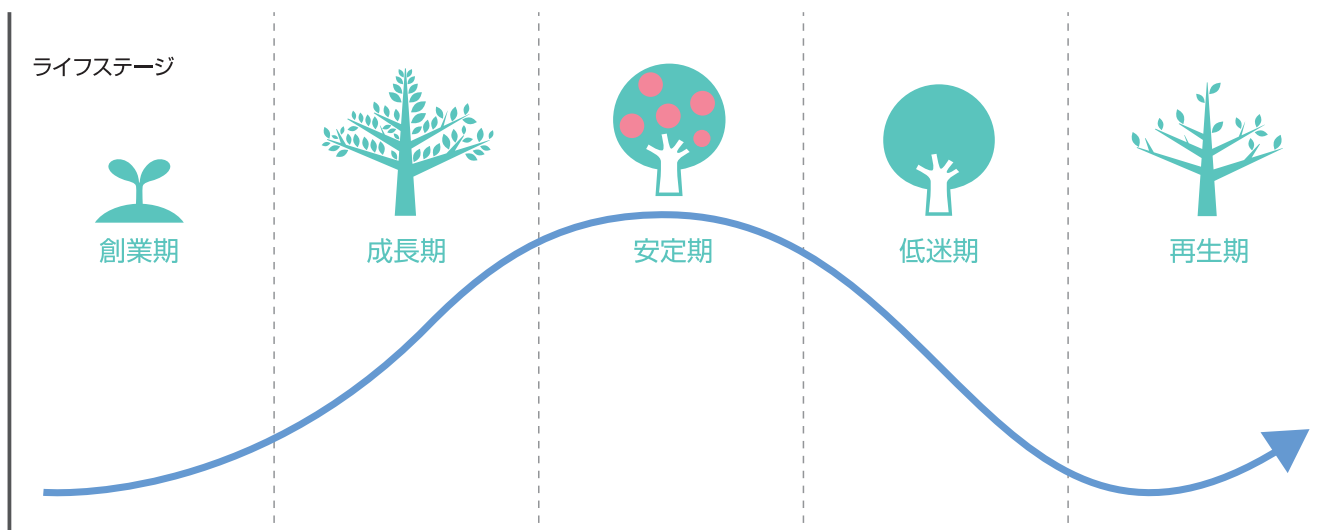 ライフステージ
創業期
成長期
安定期
低迷期
再生期